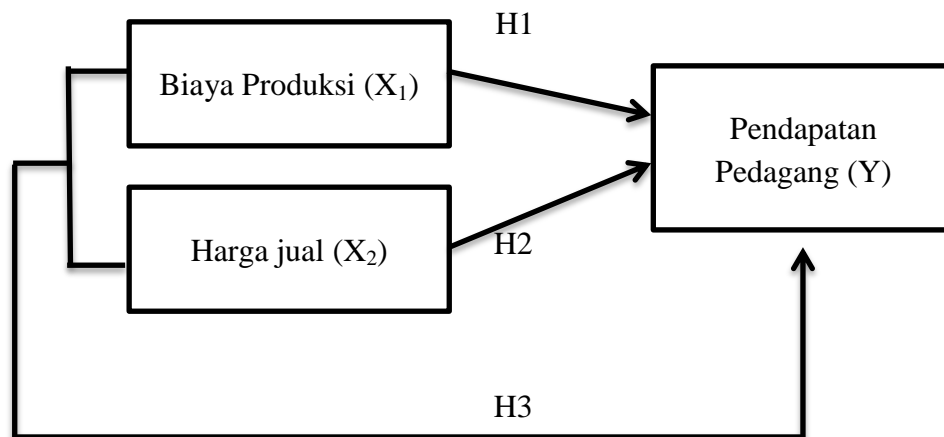 H1
Biaya Produksi (X₁)
Pendapatan
Pedagang (Y)
Harga jual (X₂)
H2
H3